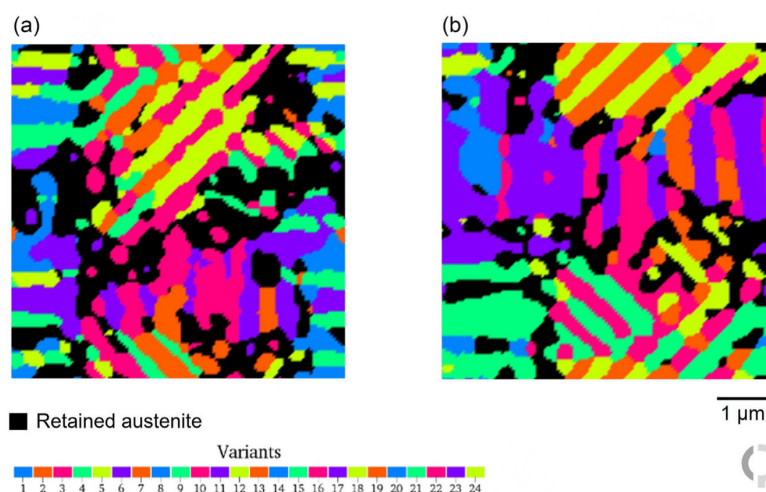 (a)
(b)
1 μm
Retained austenite
Variants
1 2 3 4 5 6 7 8 9 10 11 12 13 14 15 16 17 18 19 20 21 22 23 24